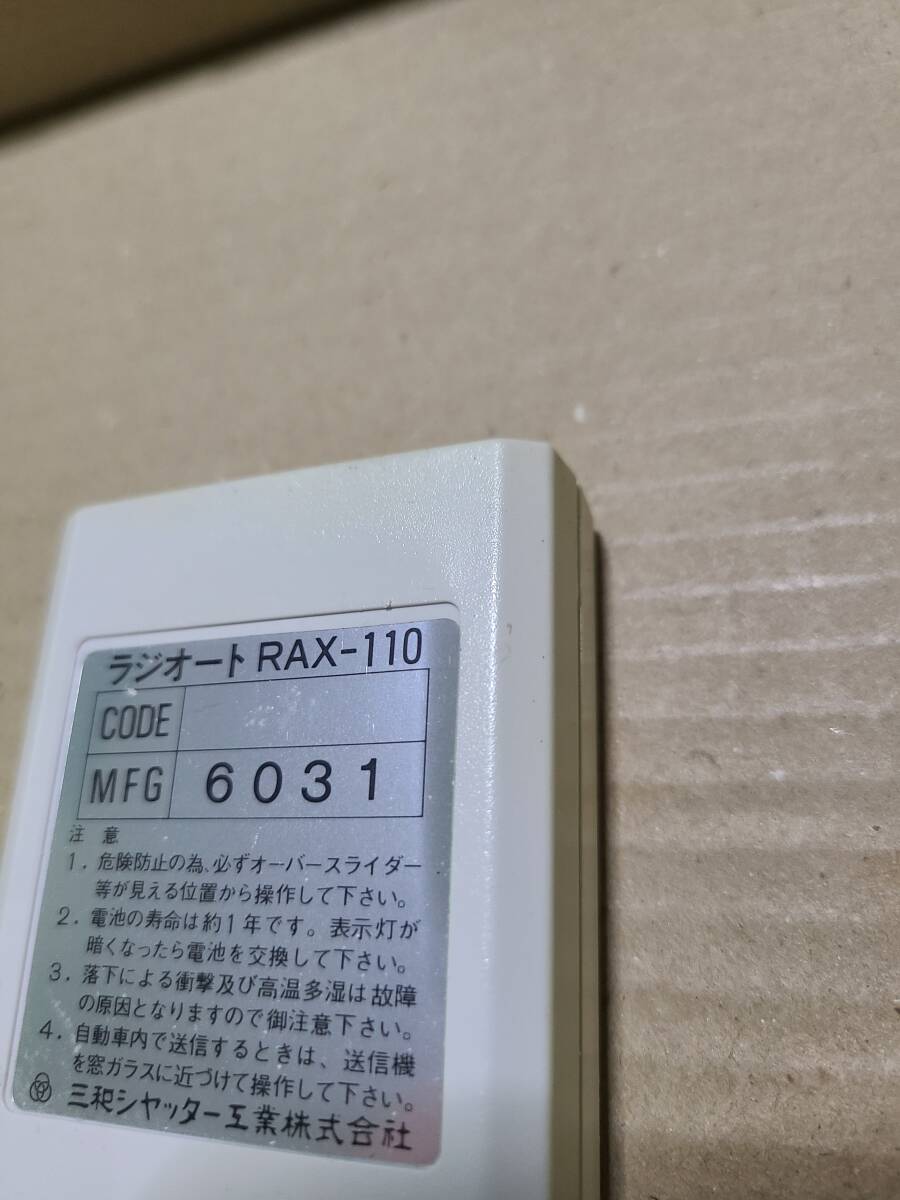 ラジオートRAX-110
CODE
MFG 6031
注意
1. 危険防止の為、必ずオーバースライダー
等が見える位置から操作して下さい。
2. 電池の寿命は約1年です。表示灯が
暗くなったら電池を交換して下さい。
3. 落下による衝撃及び高温多湿は故障
の原因となりますので御注意下さい。
4. 自動車内で送信するときは、送信機
を窓ガラスに近づけて操作して下さい。
三和シヤッター工業株式会社